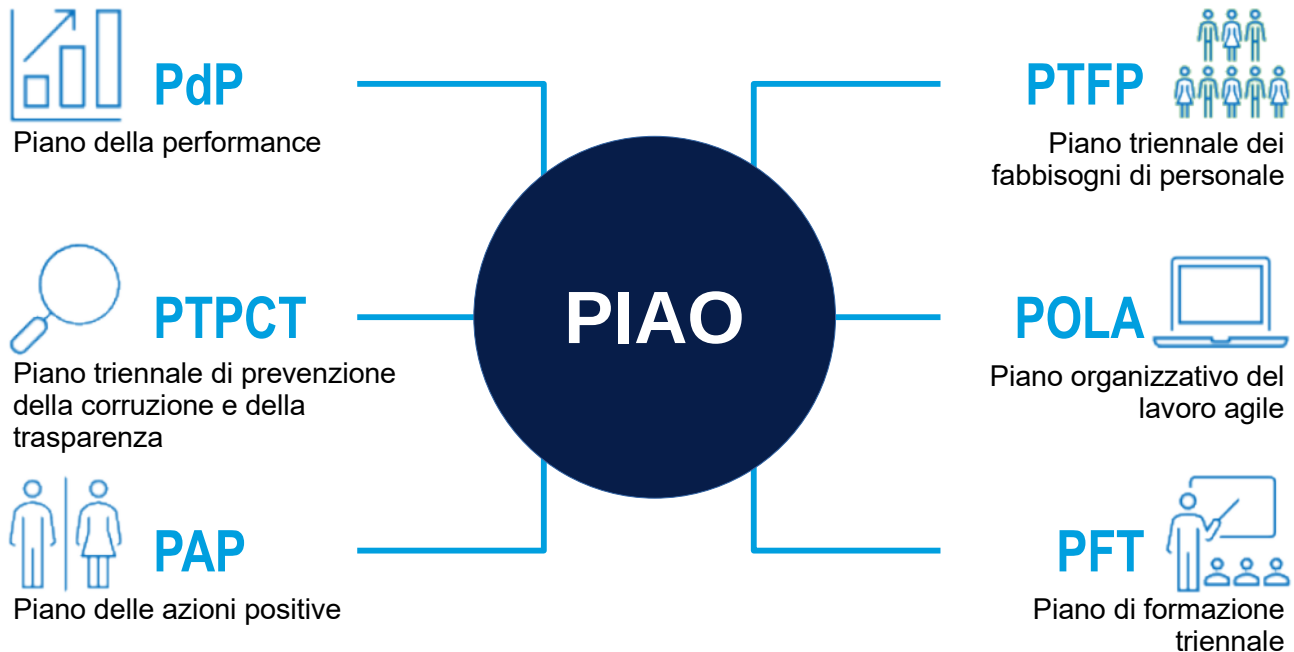 PdP
Piano della performance
PTPCT
Piano triennale di prevenzione
della corruzione e della
trasparenza
PAP
Piano delle azioni positive
PIAO
PTFP
Piano triennale dei
fabbisogni di personale
POLA
Piano organizzativo del
lavoro agile
PFT
Piano di formazione
triennale